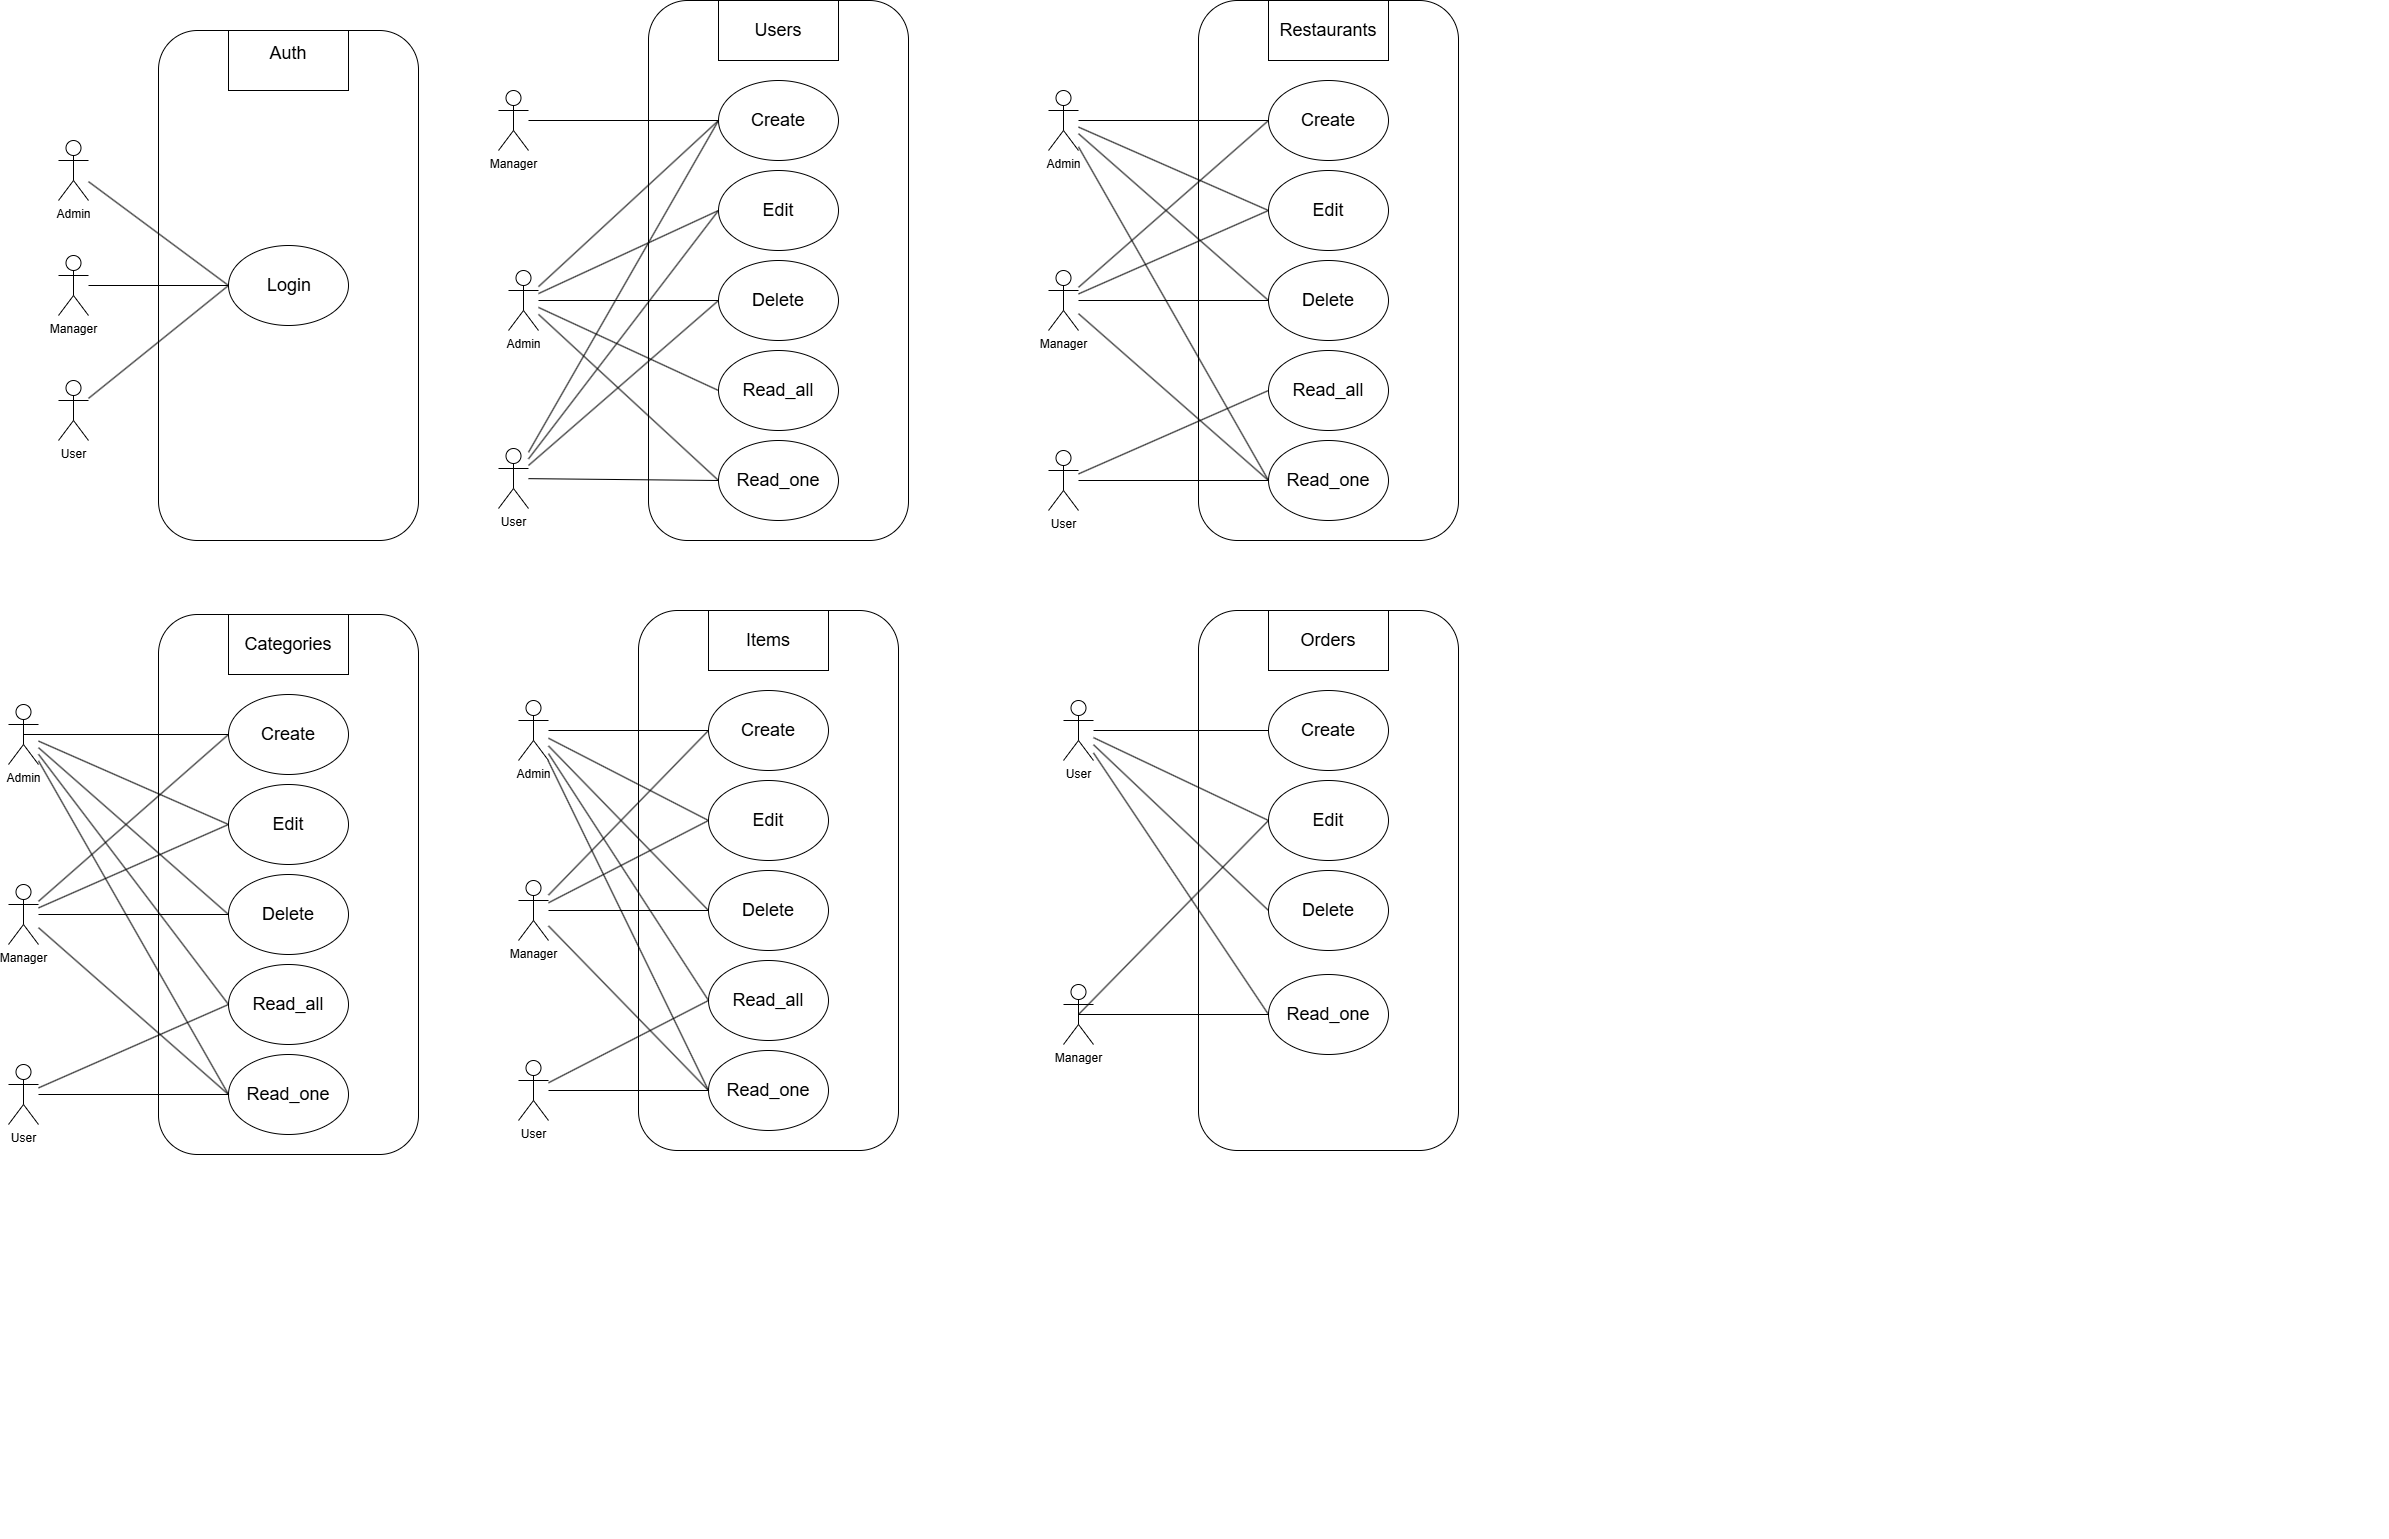 Auth
Admin
Manager
User
Login
Users
Manager
Admin
User
Create
Edit
Delete
Read_all
Read_one
Restaurants
Admin
Manager
User
Create
Edit
Delete
Read_all
Read_one
Categories
Admin
Manager
User
Create
Edit
Delete
Read_all
Read_one
Items
Admin
Manager
User
Create
Edit
Delete
Read_all
Read_one
Orders
User
Manager
Create
Edit
Delete
Read_one